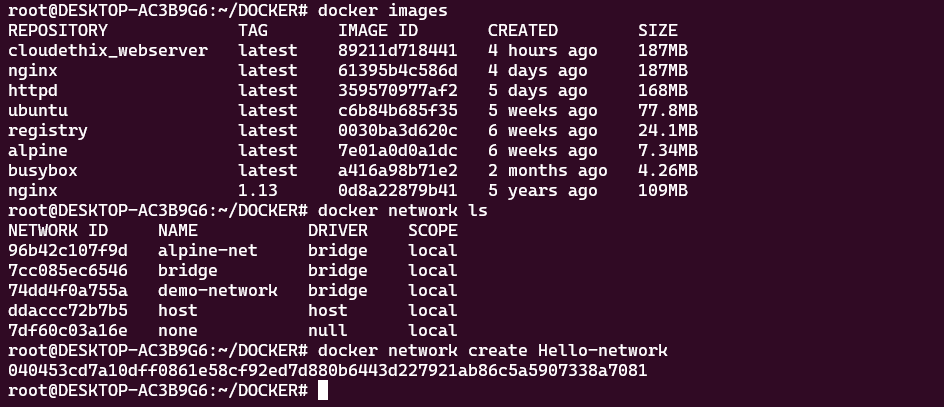 root@DESKTOP-AC3B9G6:~/DOCKER# docker images
REPOSITORY TAG IMAGE ID CREATED SIZE
cloudethix_webserver latest 89211d718441 4 hours ago 187MB
nginx latest 61395b4c586d 4 days ago 187MB
httpd latest 359570977af2 5 days ago 168MB
ubuntu latest c6b84b685f35 5 weeks ago 77.8MB
registry latest 0030ba3d620c 6 weeks ago 24.1MB
alpine latest 7e01a0d0a1dc 6 weeks ago 7.34MB
busybox latest a416a98b71e2 2 months ago 4.26MB
nginx 1.13 0d8a22879b41 5 years ago 109MB
root@DESKTOP-AC3B9G6:~/DOCKER# docker network ls
NETWORK ID NAME DRIVER SCOPE
96b42c107f9d alpine-net bridge local
7cc085ec6546 bridge bridge local
74dd4f0a755a demo-network bridge local
ddaccc72b7b5 host host local
7df60c03a16e none null local
root@DESKTOP-AC3B9G6:~/DOCKER# docker network create Hello-network
040453cd7a10dff0861e58cf92ed7d880b6443d227921ab86c5a5907338a7081
root@DESKTOP-AC3B9G6:~/DOCKER#